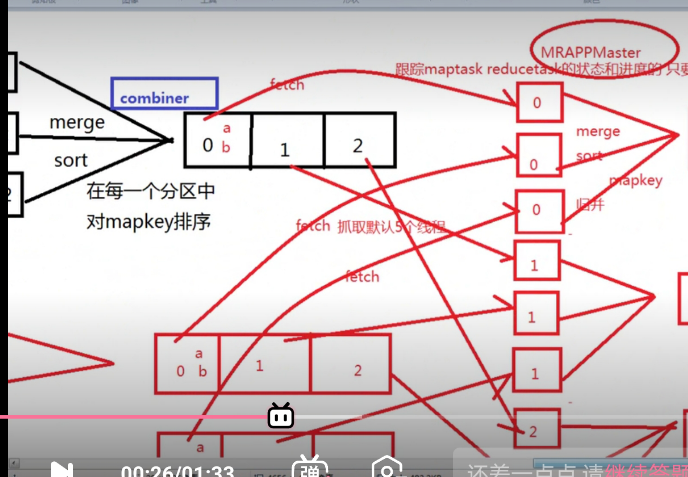 MRAPPMaster
跟踪maptask reducetask的状态和进度的 只要
fetch
combiner
0
a
merge
0 b
1
2
merge
sort
0
sort
mapkey
2
在每一个分区中
0
归并
对mapkey排序
fetch 抓取默认5个线程
1
fetch
1
a
0 b
1
2
1
2
a
00:26/01:33
弹
还差一点点 请继续答题